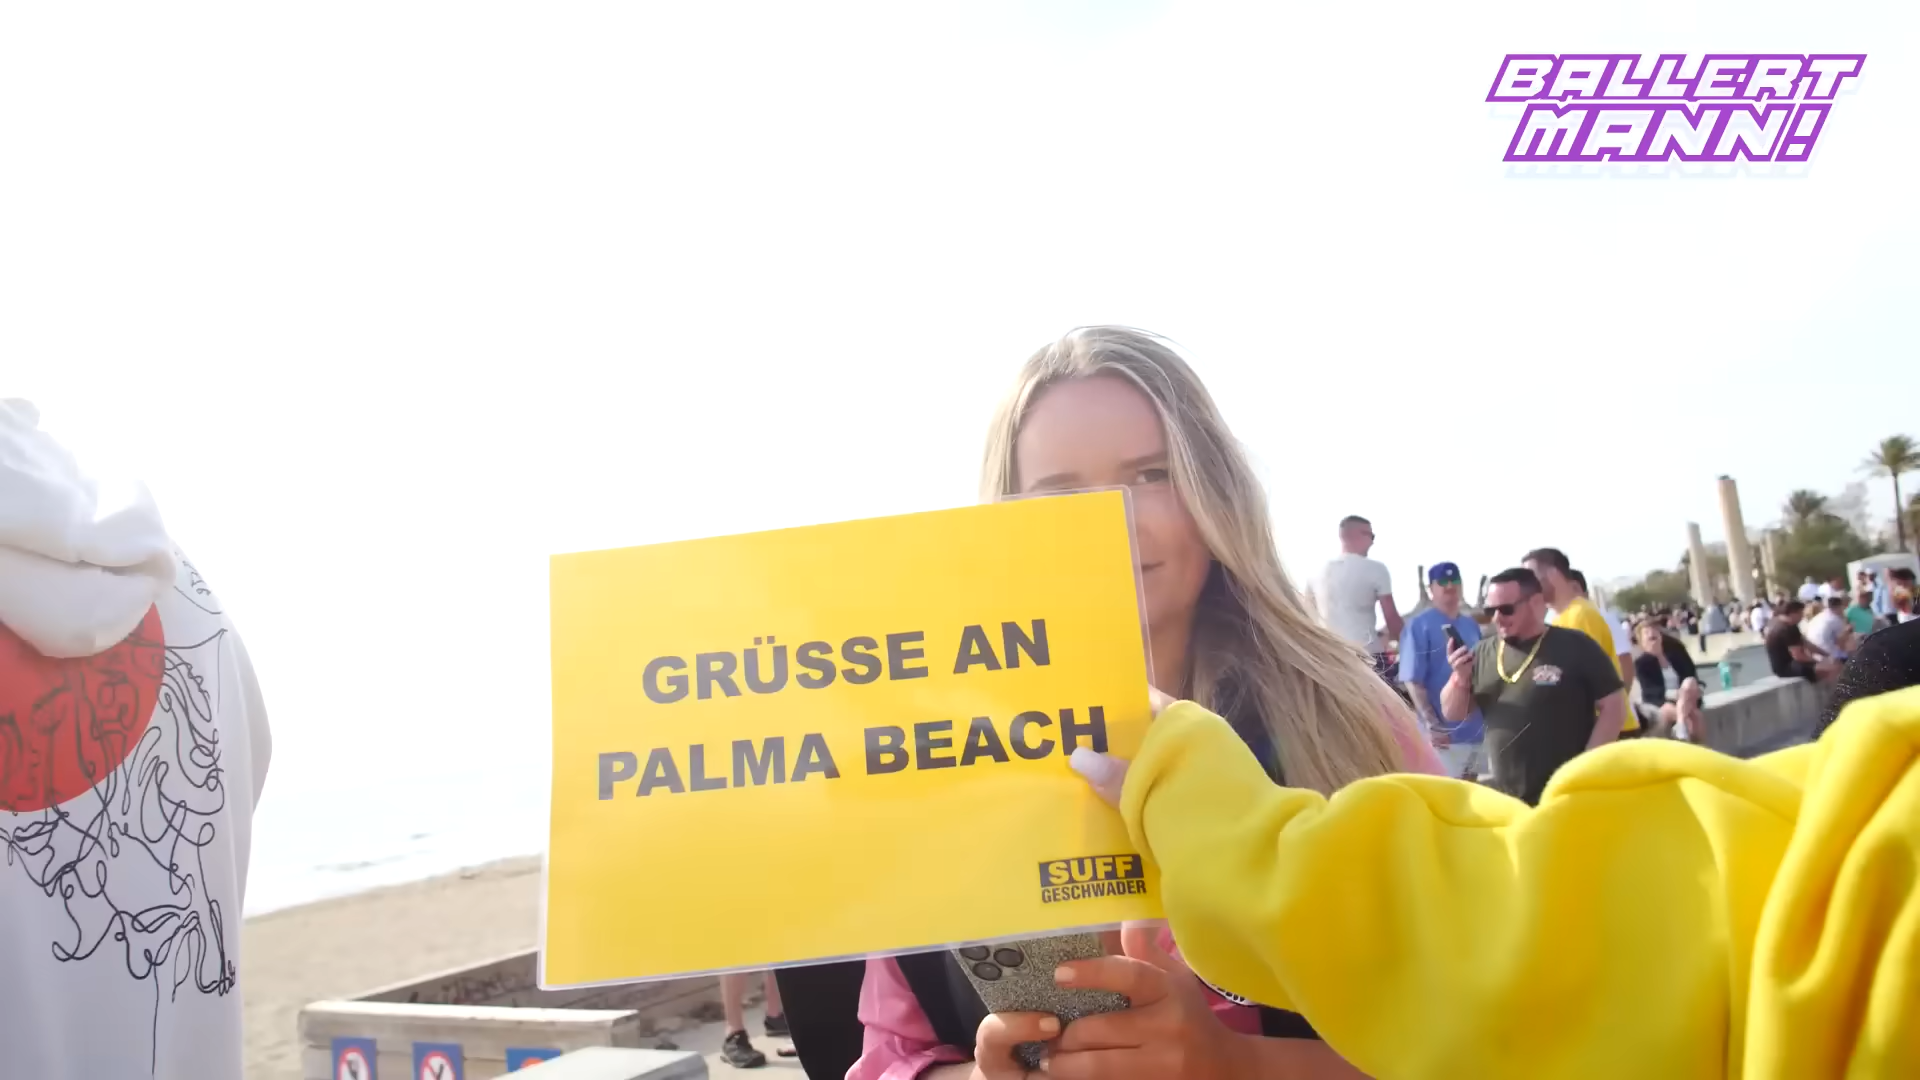 BALLERT
MANN!
GRÜSSE AN
PALMA BEACH
SUFF
GESCHWADER